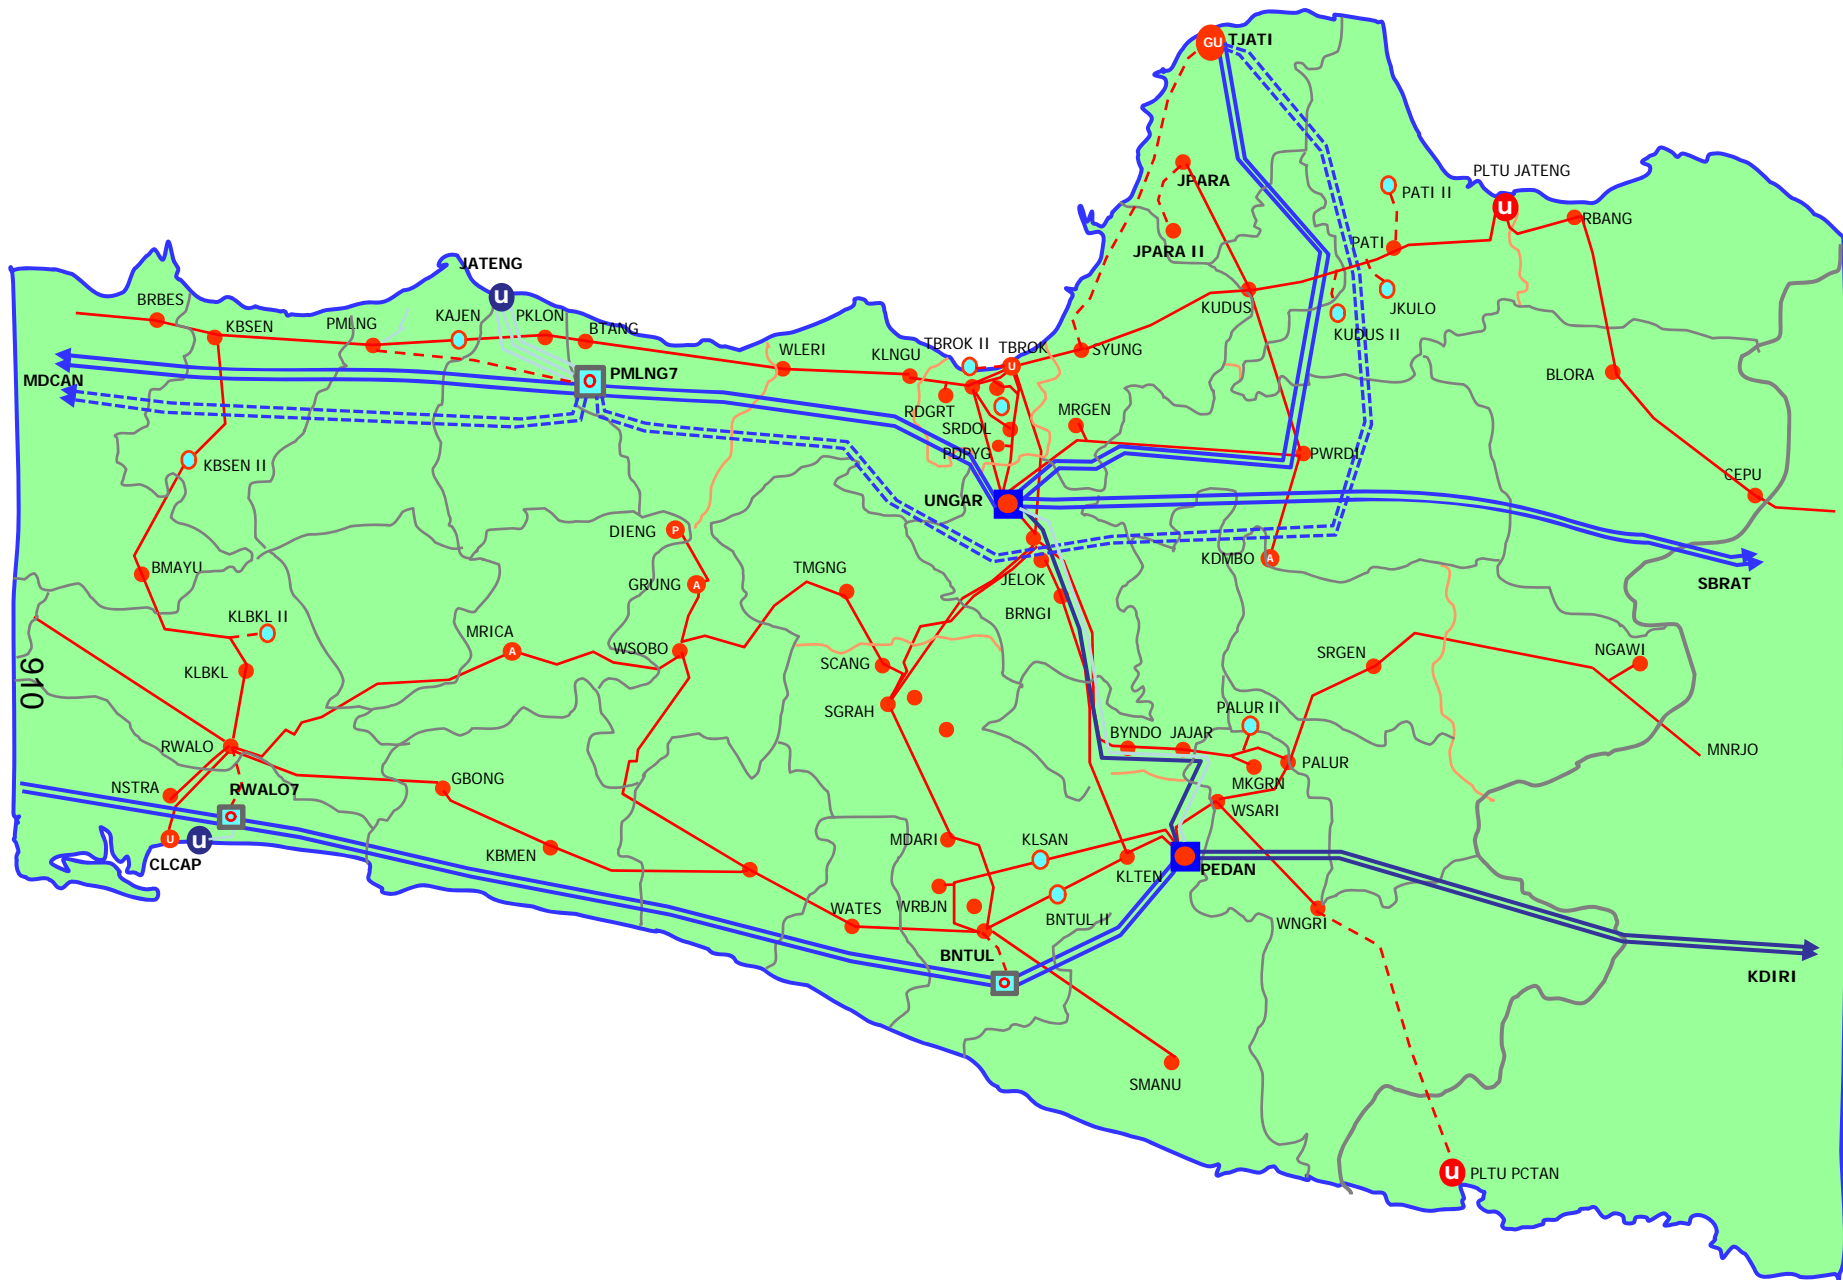 GU TJATI
JPARA
PLTU JATENG
u
PATI II
RBANG
PATI
JPARA II
JATENG
u
BRBES
KBSEN
PMLNG
KAJEN
PKLON
BTANG
KUDUS
JKULO
KUDUS II
TBROK II
TBROK
U
SYUNG
WLERI
KLNGU
MDCAN
PMLNG7
BLORA
RDGRT
MRGEN
SRDOL
PDPYG
PWRDI
KBSEN II
CEPU
UNGAR
DIENG
P
KDMBO
A
BMAYU
TMGNG
JELOK
GRUNG
A
SBRAT
BRNGI
KLBKL II
MRICA
A
WSOBO
SCANG
SRGEN
NGAWI
KLBKL
910
SGRAH
PALUR II
BYNDO
JAJAR
RWALO
MNRJO
PALUR
GBONG
MKGRN
NSTRA
RWALO7
WSARI
U
u
CLCAP
MDARI
KLSAN
KBMEN
PEDAN
KLTEN
WRBJN
WATES
BNTUL II
WNGRI
BNTUL
KDIRI
SMANU
u
PLTU PCTAN